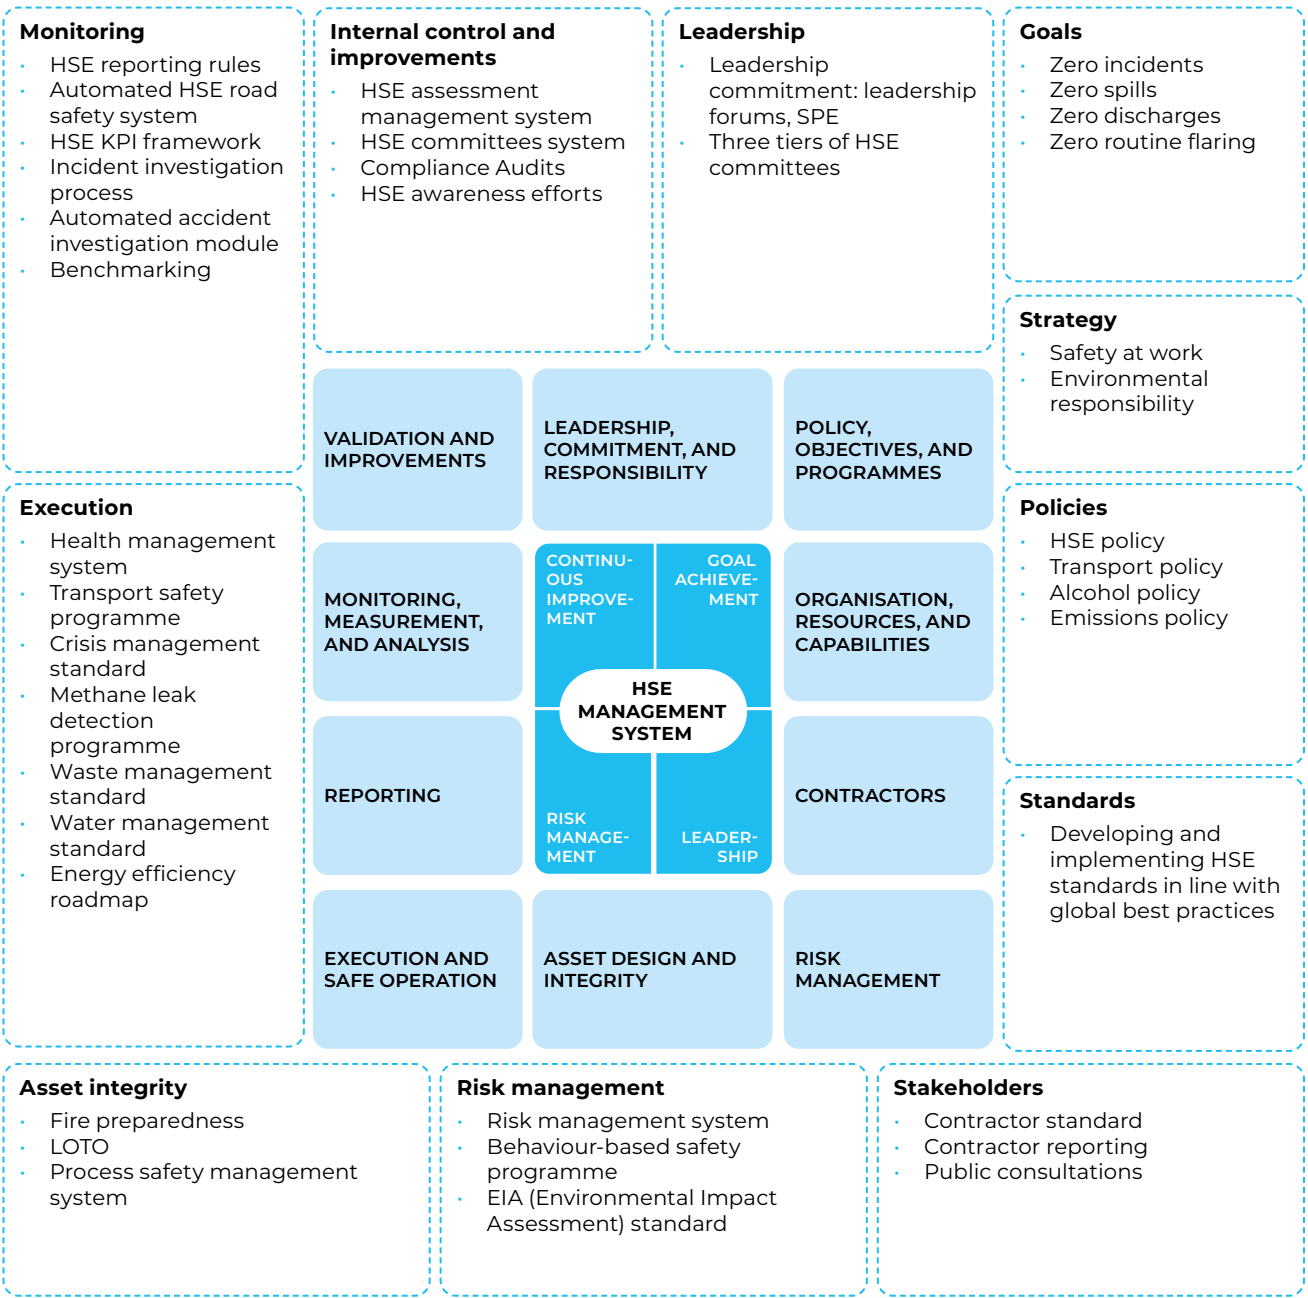 Monitoring
HSE reporting rules
Automated HSE road
safety system
HSE KPI framework
Incident investigation
process
Automated accident
investigation module
Benchmarking
Internal control and
improvements
HSE assessment
management system
HSE committees system
Compliance Audits
HSE awareness efforts
Leadership
Leadership
commitment: leadership
forums, SPE
Three tiers of HSE
committees
Goals
Zero incidents
Zero spills
Zero discharges
Zero routine flaring
Strategy
Safety at work
Environmental
responsibility
VALIDATION AND
IMPROVEMENTS
LEADERSHIP,
COMMITMENT, AND
RESPONSIBILITY
POLICY,
OBJECTIVES, AND
PROGRAMMES
Execution
Health management
system
Transport safety
programme
Crisis management
standard
Methane leak
detection
programme
Waste management
standard
Water management
standard
Energy efficiency
roadmap
MONITORING,
MEASUREMENT,
AND ANALYSIS
CONTINU-
OUS
IMPROVE-
MENT
GOAL
ACHIEVE-
MENT
ORGANISATION,
RESOURCES, AND
CAPABILITIES
HSE
MANAGEMENT
SYSTEM
REPORTING
RISK
MANAGE-
MENT
LEADER-
SHIP
CONTRACTORS
EXECUTION AND
SAFE OPERATION
ASSET DESIGN AND
INTEGRITY
RISK
MANAGEMENT
Policies
HSE policy
Transport policy
Alcohol policy
Emissions policy
Standards
Developing and
implementing HSE
standards in line with
global best practices
Asset integrity
Fire preparedness
LOTO
Process safety management
system
Risk management
Risk management system
Behaviour-based safety
programme
EIA (Environmental Impact
Assessment) standard
Stakeholders
Contractor standard
Contractor reporting
Public consultations